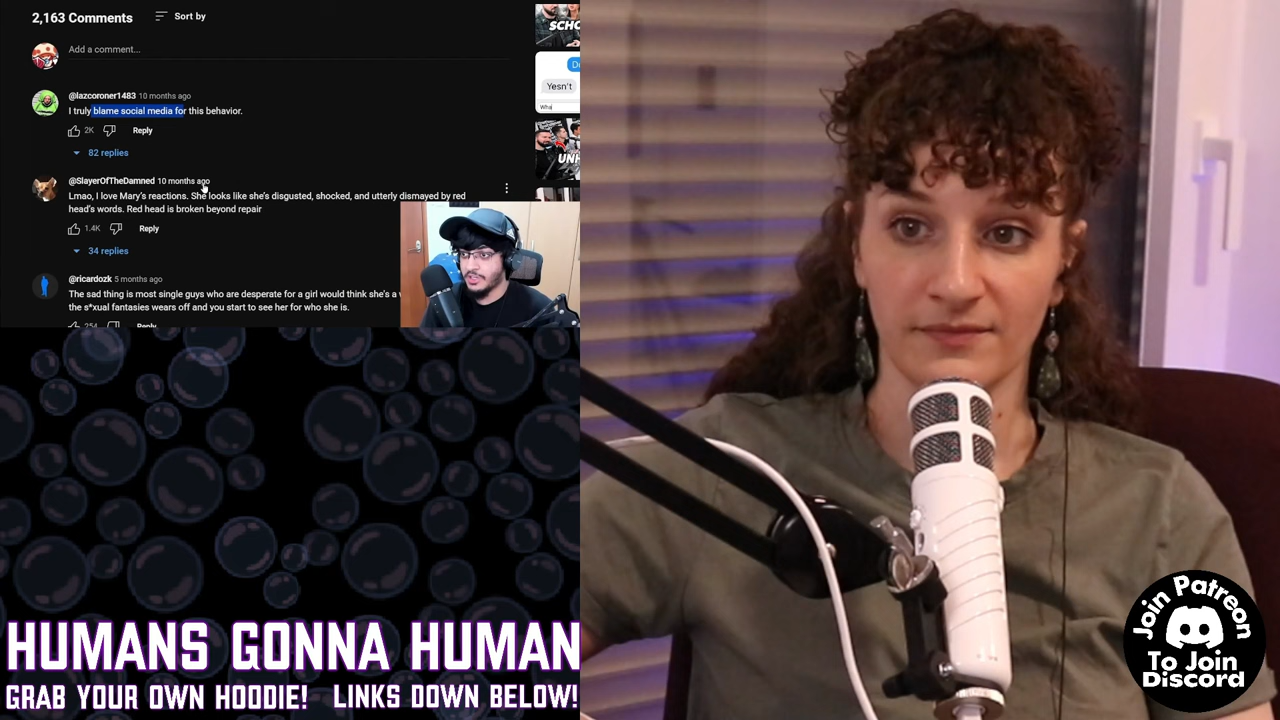 2,163 Comments
Sort by
Add a comment...
@lazcoroner1483 10 months ago
I truly blame social media for this behavior.
2K Reply
82 replies
@SlayerOfTheDamned 10 months ago
Lmao, I love Mary's reactions. She looks like she's disgusted, shocked, and utterly dismayed by red
head's words. Red head is broken beyond repair
1.4K Reply
34 replies
@ricardozk 5 months ago
The sad thing is most single guys who are desperate for a girl would think she's a
the s*xual fantasies wears off and you start to see her for who she is.
254 Reply
SCHO
Yesn't
Wha
UNH
HUMANS GONNA HUMAN
GRAB YOUR OWN HOODIE! LINKS DOWN BELOW!
Join Patreon
To Join
Discord